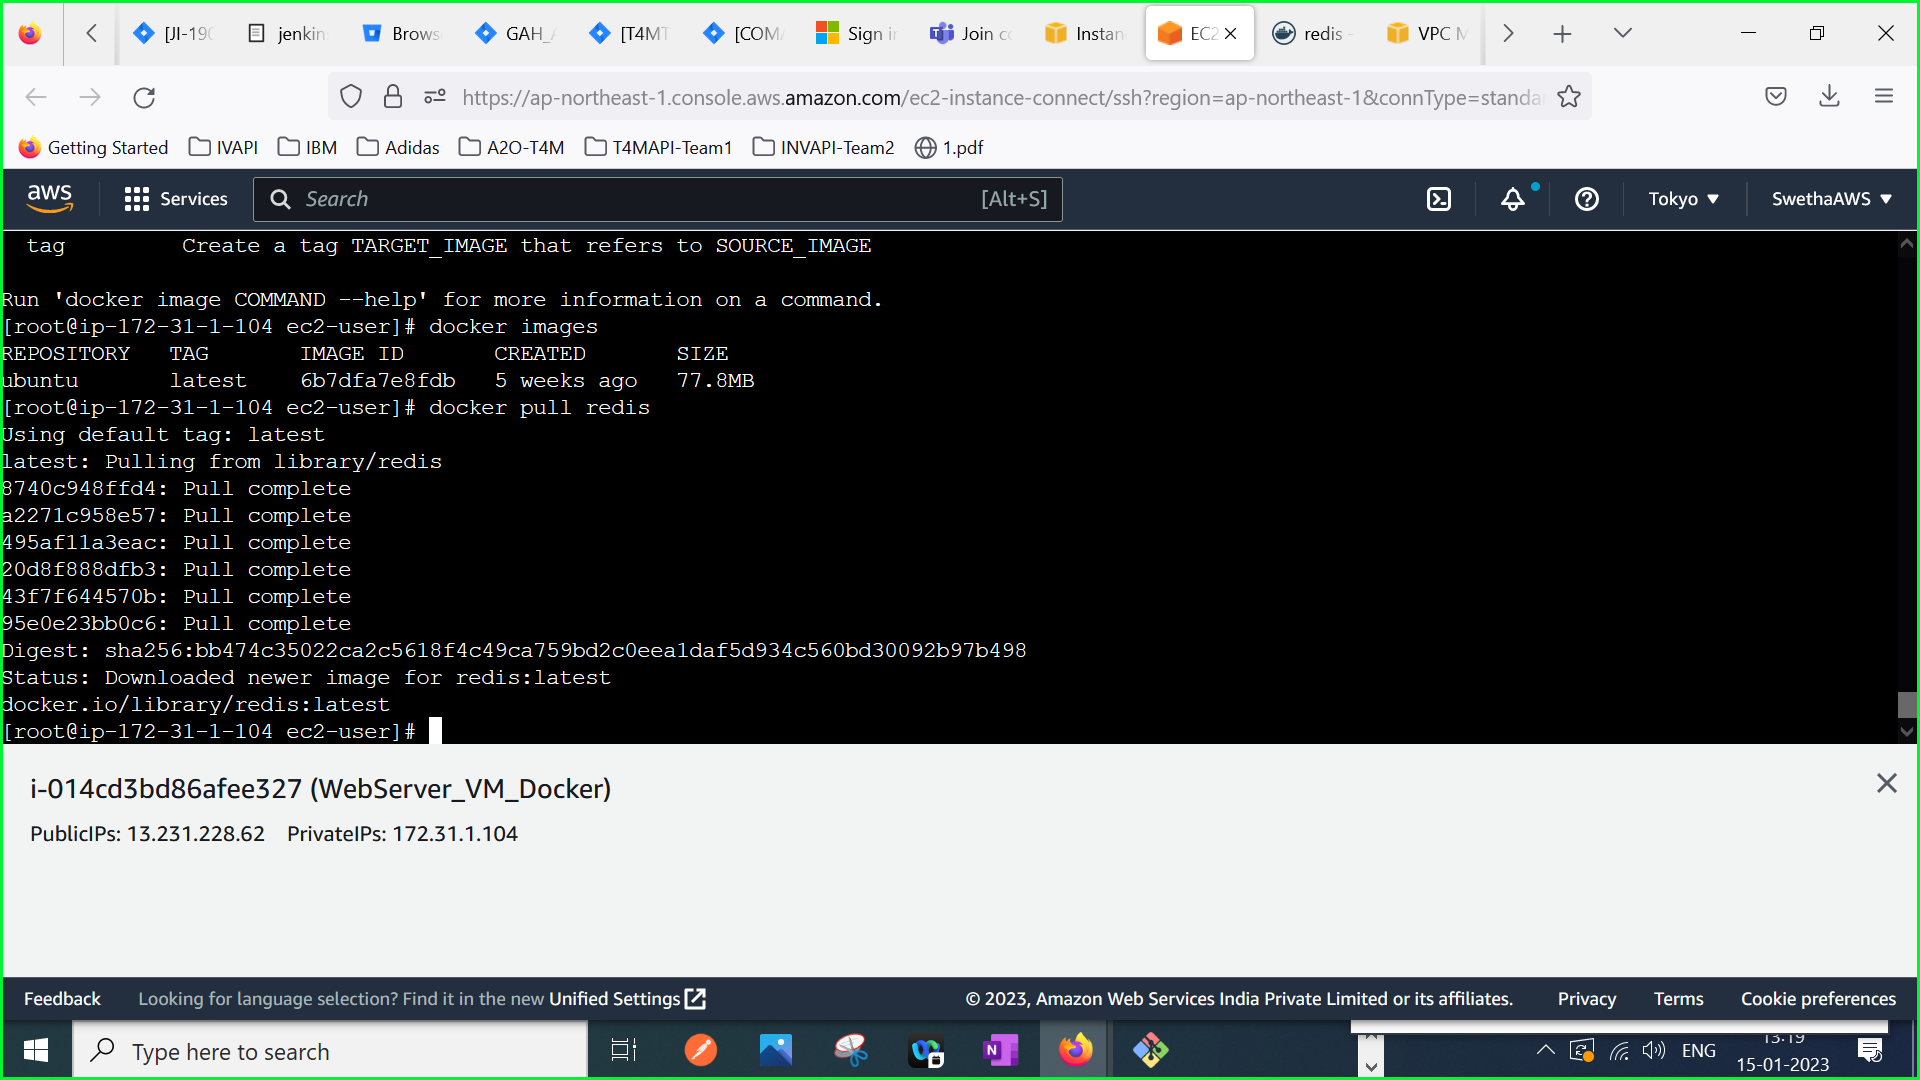 [JI-190
jenkin
Brows
GAH_A
[T4MT
[COMA
Sign in
Join co
Instan
EC2
redis -
VPC M
https://ap-northeast-1.console.aws.amazon.com/ec2-instance-connect/ssh?region=ap-northeast-1&connType=standa
Getting Started
IVAPI
IBM
Adidas
A2O-T4M
T4MAPI-Team1
INVAPI-Team2
1.pdf
aws
Services
Search
[Alt+S]
Tokyo
SwethaAWS
tag Create a tag TARGET_IMAGE that refers to SOURCE_IMAGE
Run 'docker image COMMAND --help' for more information on a command.
[root@ip-172-31-1-104 ec2-user]# docker images
REPOSITORY TAG IMAGE ID CREATED SIZE
ubuntu latest 6b7dfa7e8fdb 5 weeks ago 77.8MB
[root@ip-172-31-1-104 ec2-user]# docker pull redis
Using default tag: latest
latest: Pulling from library/redis
8740c948ffd4: Pull complete
a2271c958e57: Pull complete
495af11a3eac: Pull complete
20d8f888dfb3: Pull complete
43f7f644570b: Pull complete
95e0e23bb0c6: Pull complete
Digest: sha256:bb474c35022ca2c5618f4c49ca759bd2c0eea1daf5d934c560bd30092b97b498
Status: Downloaded newer image for redis:latest
docker.io/library/redis:latest
[root@ip-172-31-1-104 ec2-user]#
i-014cd3bd86afee327 (WebServer_VM_Docker)
PublicIPs: 13.231.228.62 PrivateIPs: 172.31.1.104
Feedback
Looking for language selection? Find it in the new Unified Settings
© 2023, Amazon Web Services India Private Limited or its affiliates.
Privacy
Terms
Cookie preferences
Type here to search
ENG
13:19
15-01-2023